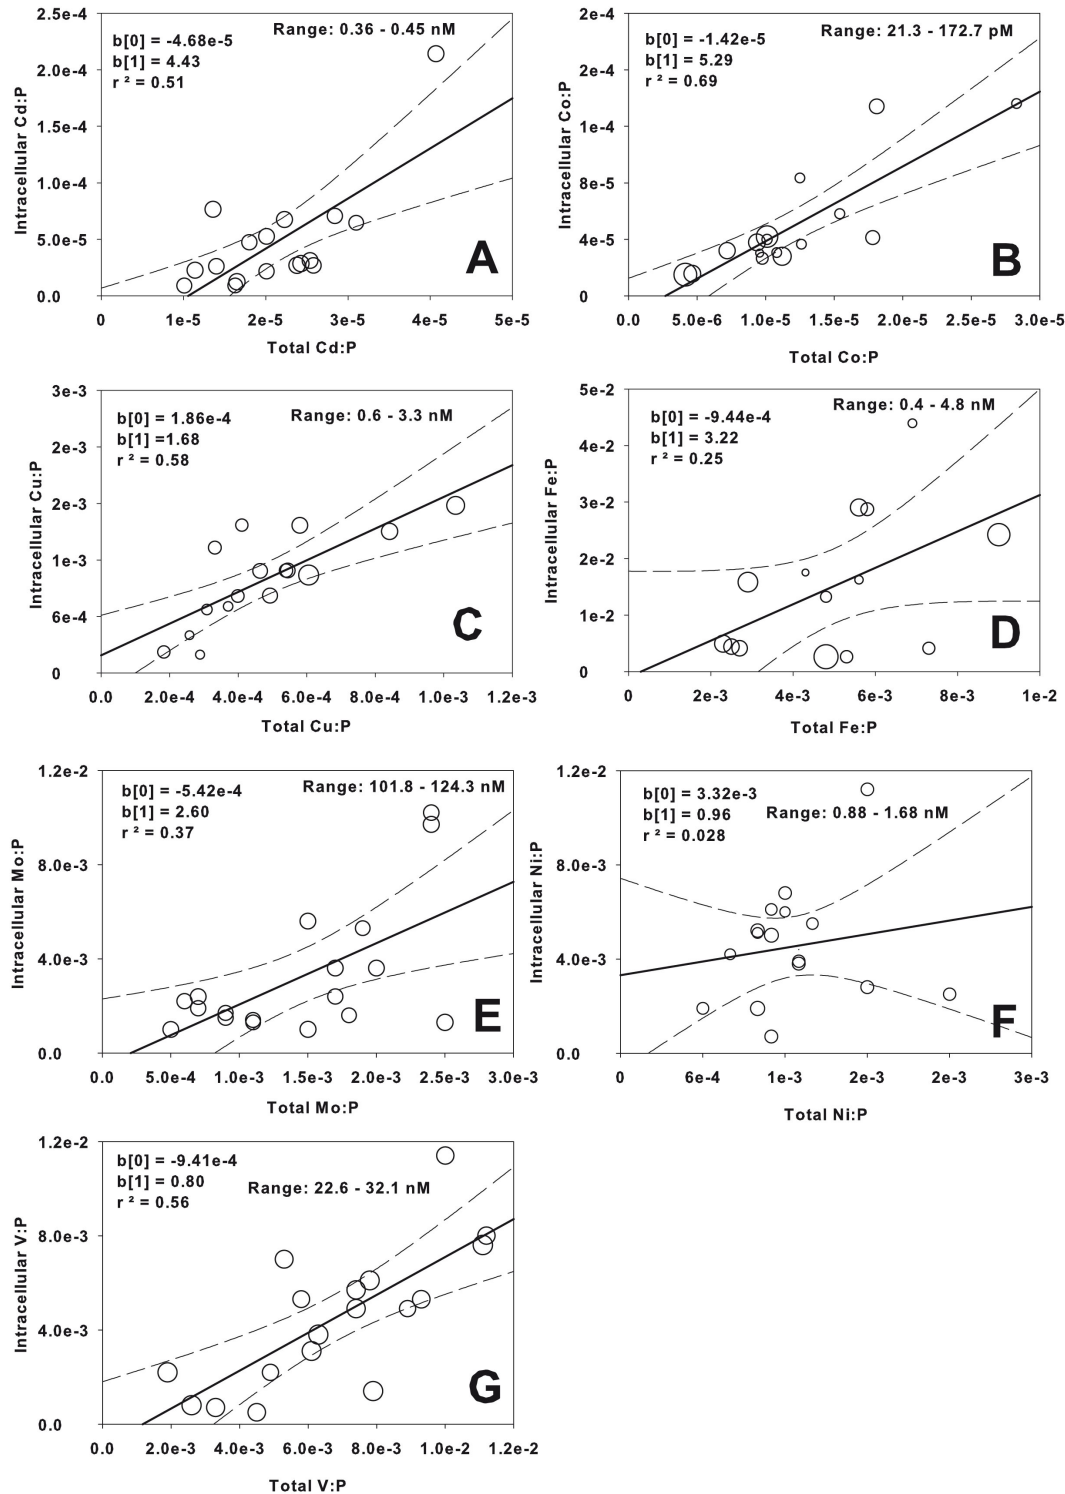 2.5e-4
2.0e-4
1.5e-4
1.0e-4
5.0e-5
0.0
Intracellular Cd:P
b[0] = -4.68e-5
b[1] = 4.43
r ² = 0.51
Range: 0.36 - 0.45 nM
A
0 1e-5 2e-5 3e-5 4e-5 5e-5
Total Cd:P
2e-4
2e-4
1e-4
8e-5
4e-5
0.0
Intracellular Co:P
b[0] = -1.42e-5
b[1] = 5.29
r ² = 0.69
Range: 21.3 - 172.7 pM
B
0.0 5.0e-6 1.0e-5 1.5e-5 2.0e-5 2.5e-5 3.0e-5
Total Co:P
3e-3
2e-3
2e-3
1e-3
6e-4
0
Intracellular Cu:P
b[0] = 1.86e-4
b[1] =1.68
r ² = 0.58
Range: 0.6 - 3.3 nM
C
0.0 2.0e-4 4.0e-4 6.0e-4 8.0e-4 1.0e-3 1.2e-3
Total Cu:P
5e-2
4e-2
3e-2
2e-2
1e-2
0
Intracellular Fe:P
b[0] = -9.44e-4
b[1] = 3.22
r ² = 0.25
Range: 0.4 - 4.8 nM
D
0 2e-3 4e-3 6e-3 8e-3 1e-2
Total Fe:P
1.2e-2
8.0e-3
4.0e-3
0.0
Intracellular Mo:P
b[0] = -5.42e-4
b[1] = 2.60
r ² = 0.37
Range: 101.8 - 124.3 nM
E
0.0 5.0e-4 1.0e-3 1.5e-3 2.0e-3 2.5e-3 3.0e-3
Total Mo:P
1.2e-2
8.0e-3
4.0e-3
0.0
Intracellular Ni:P
b[0] = 3.32e-3
b[1] = 0.96
r ² = 0.028
Range: 0.88 - 1.68 nM
F
0 6e-4 1e-3 2e-3 2e-3 3e-3
Total Ni:P
1.2e-2
8.0e-3
4.0e-3
0.0
Intracellular V:P
b[0] = -9.41e-4
b[1] = 0.80
r ² = 0.56
Range: 22.6 - 32.1 nM
G
0.0 2.0e-3 4.0e-3 6.0e-3 8.0e-3 1.0e-2 1.2e-2
Total V:P